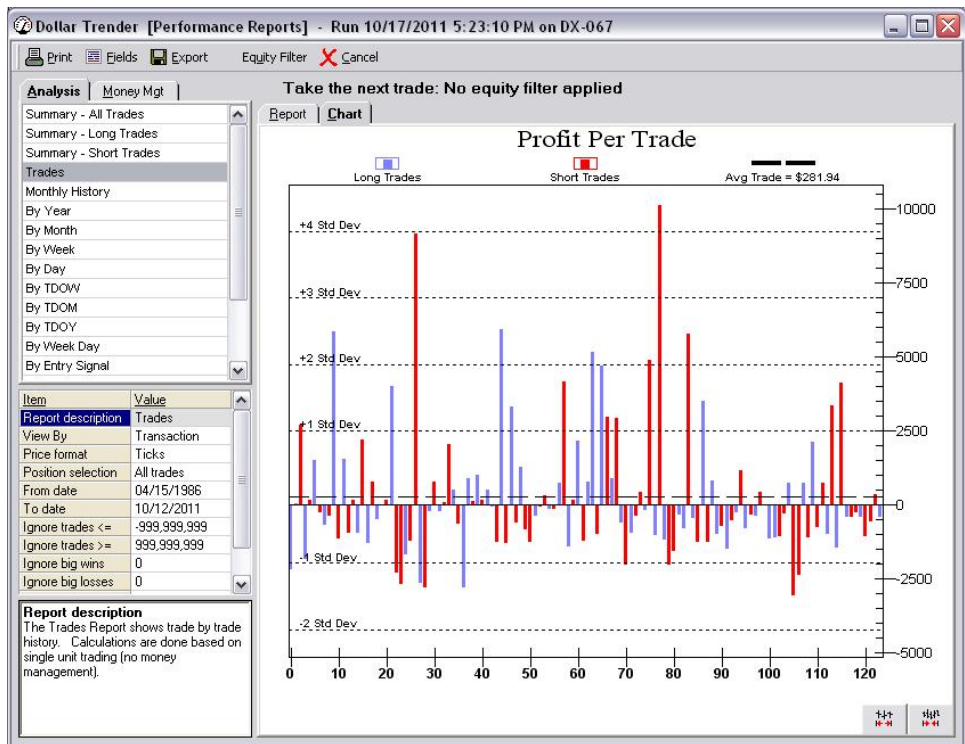 Dollar Trender [Performance Reports] - Run 10/17/2011 5:23:10 PM on DX-067
Print Fields Export Equity Filter Cancel
Analysis Money Mgt
Take the next trade: No equity filter applied
Summary - All Trades
Summary - Long Trades
Summary - Short Trades
Trades
Monthly History
By Year
By Month
By Week
By Day
By TDOW
By TDOM
By TDOY
By Week Day
By Entry Signal
Item Value
Report description Trades
View By Transaction
Price format Ticks
Position selection All trades
From date 04/15/1986
To date 10/12/2011
Ignore trades <= -999,999,999
Ignore trades >= 999,999,999
Ignore big wins 0
Ignore big losses 0
Report description
The Trades Report shows trade by trade
history. Calculations are done based on
single unit trading (no money
management).
Report Chart
Profit Per Trade
Long Trades Short Trades Avg Trade = $281.94
+4 Std Dev
+3 Std Dev
+2 Std Dev
+1 Std Dev
-1 Std Dev
-2 Std Dev
10000
7500
5000
2500
0
-2500
-5000
0 10 20 30 40 50 60 70 80 90 100 110 120